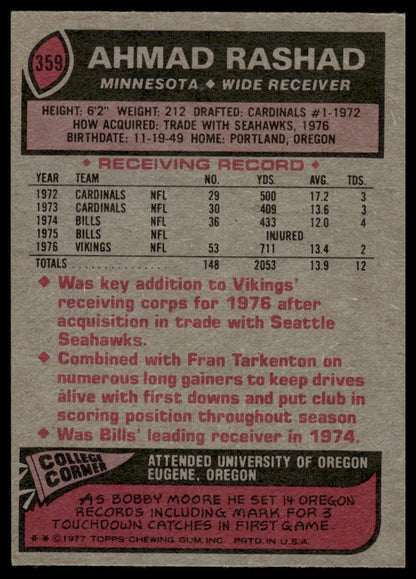 359
AHMAD RASHAD
MINNESOTA ◆ WIDE RECEIVER
HEIGHT: 6'2" WEIGHT: 212 DRAFTED: CARDINALS #1-1972
HOW ACQUIRED: TRADE WITH SEAHAWKS, 1976
BIRTHDATE: 11-19-49 HOME: PORTLAND, OREGON
◆ RECEIVING RECORD ◆
YEAR TEAM NO. YDS. AVG. TDS.
1972 CARDINALS NFL 29 500 17.2 3
1973 CARDINALS NFL 30 409 13.6 3
1974 BILLS NFL 36 433 12.0 4
1975 BILLS NFL INJURED
1976 VIKINGS NFL 53 711 13.4 2
TOTALS 148 2053 13.9 12
◆ Was key addition to Vikings'
receiving corps for 1976 after
acquisition in trade with Seattle
Seahawks.
◆ Combined with Fran Tarkenton on
numerous long gainers to keep drives
alive with first downs and put club in
scoring position throughout season
◆ Was Bills' leading receiver in 1974.
COLLEGE
CORNER
ATTENDED UNIVERSITY OF OREGON
EUGENE, OREGON
AS BOBBY MOORE HE SET 14 OREGON
RECORDS INCLUDING MARK FOR 3
TOUCHDOWN CATCHES IN FIRST GAME.
**©1977 TOPPS CHEWING GUM, INC. PRTD. IN U.S.A.